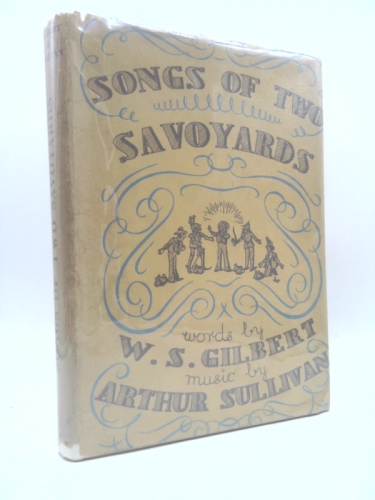 SONGS OF TWO
SAVOYARDS
words by
W. S. GILBERT
music by
ARTHUR SULLIVAN